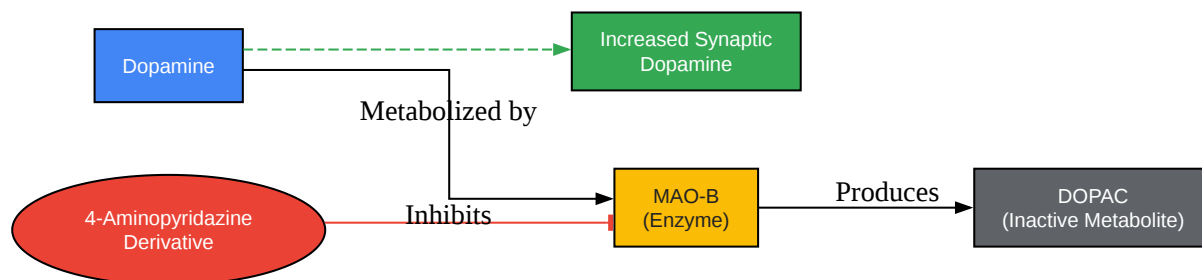 Dopamine
Increased Synaptic
Dopamine
Metabolized by
4-Aminopyridazine
Derivative
Inhibits
MAO-B
(Enzyme)
Produces
DOPAC
(Inactive Metabolite)